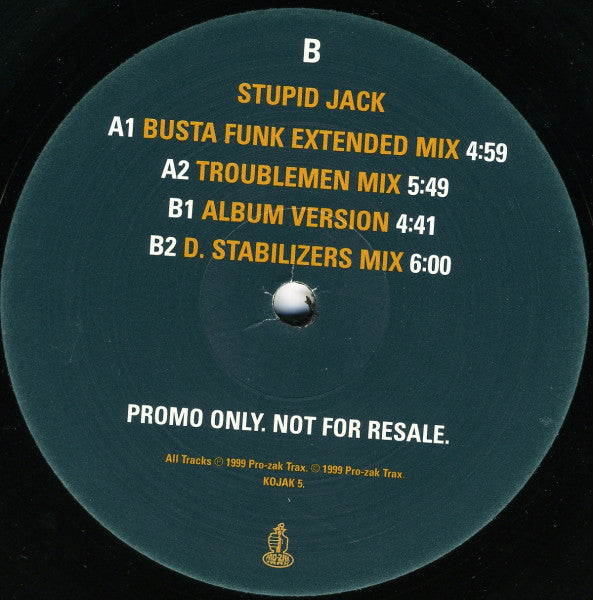 B
STUPID JACK
A1 BUSTA FUNK EXTENDED MIX 4:59
A2 TROUBLEMEN MIX 5:49
B1 ALBUM VERSION 4:41
B2 D. STABILIZERS MIX 6:00
PROMO ONLY. NOT FOR RESALE.
All Tracks ℗ 1999 Pro-zak Trax. © 1999 Pro-zak Trax.
KOJAK 5.
PRO-ZAK